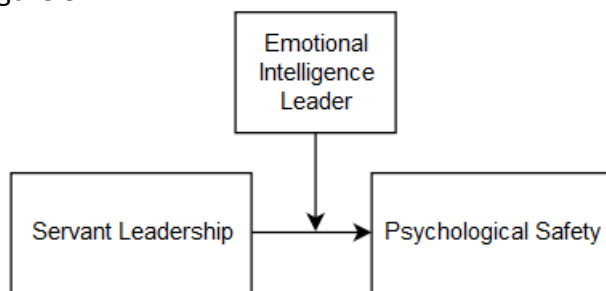 Emotional
Intelligence
Leader
Servant Leadership
Psychological Safety